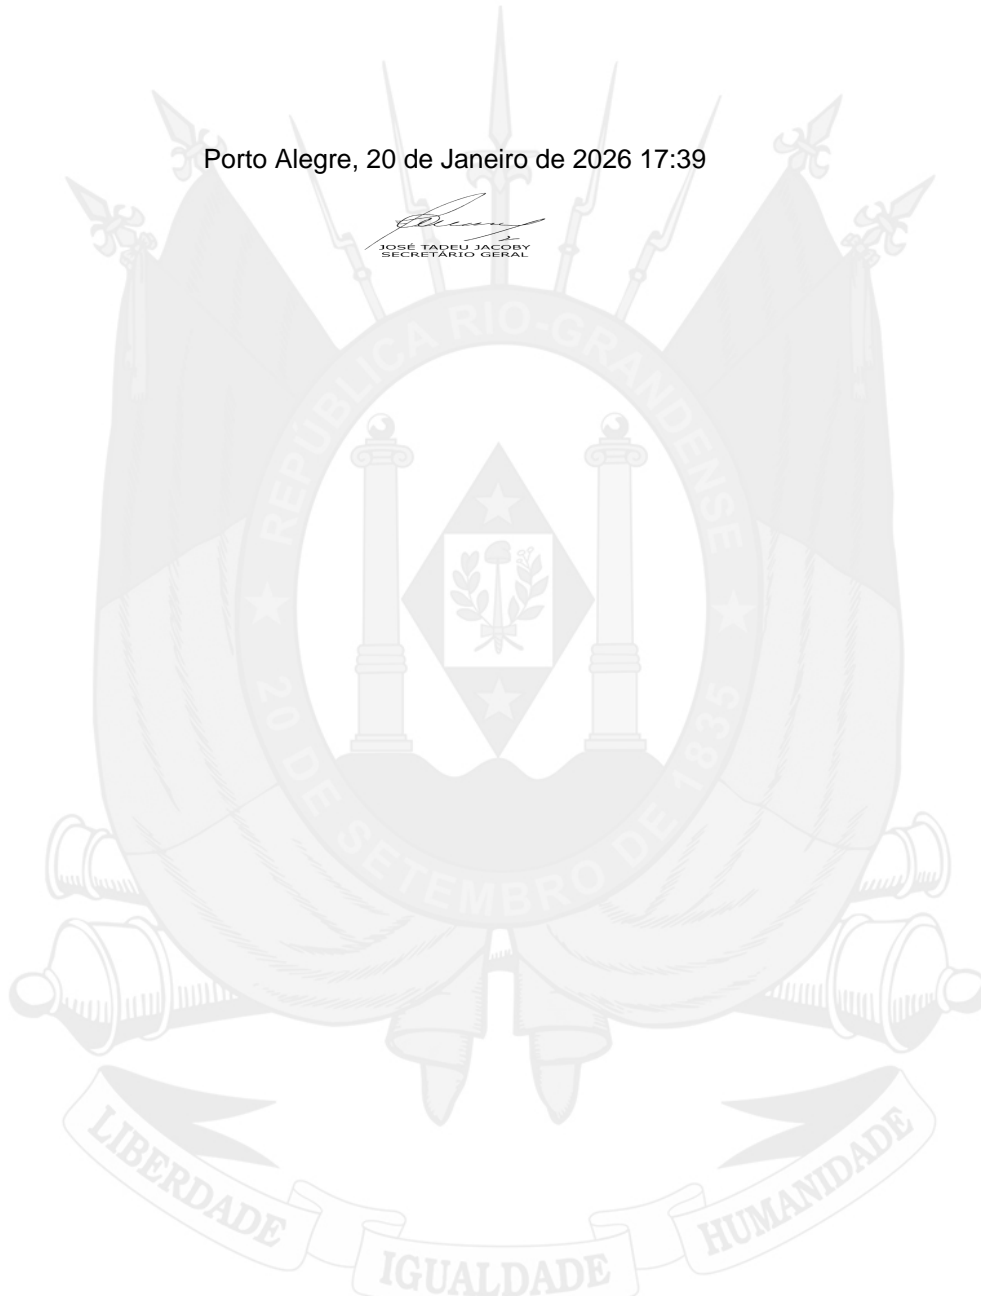 Porto Alegre, 20 de Janeiro de 2026 17:39
JOSÉ TADEU JACOBY
SECRETÁRIO GERAL
REPÚBLICA RIO-GRANDENSE
20 DE SETEMBRO DE 1835
LIBERDADE
IGUALDADE
HUMANIDADE